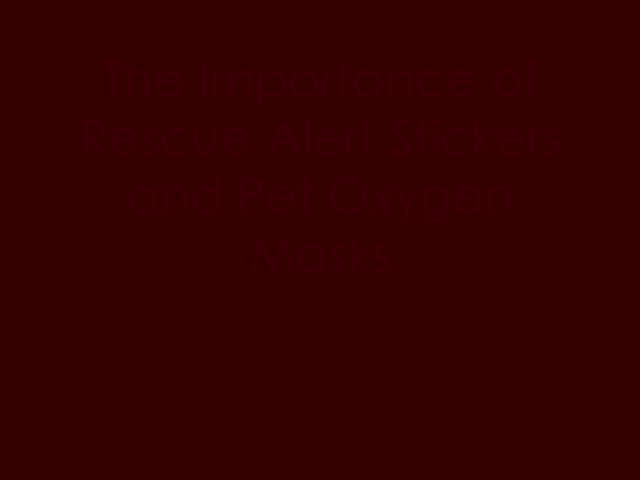 The Importance of
Rescue Alert Stickers
and Pet Oxygen
Masks